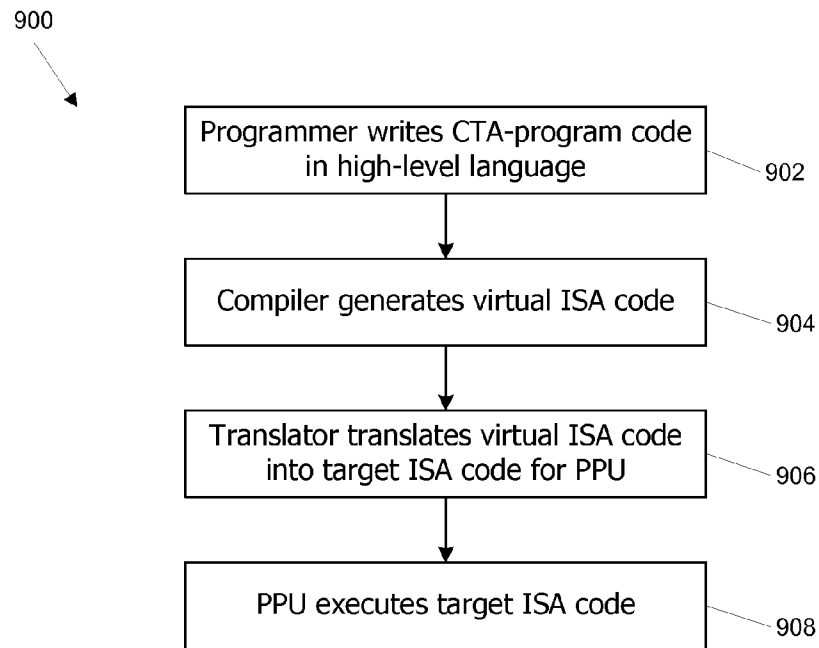 900
Programmer writes CTA-program code
in high-level language
902
Compiler generates virtual ISA code
904
Translator translates virtual ISA code
into target ISA code for PPU
906
PPU executes target ISA code
908